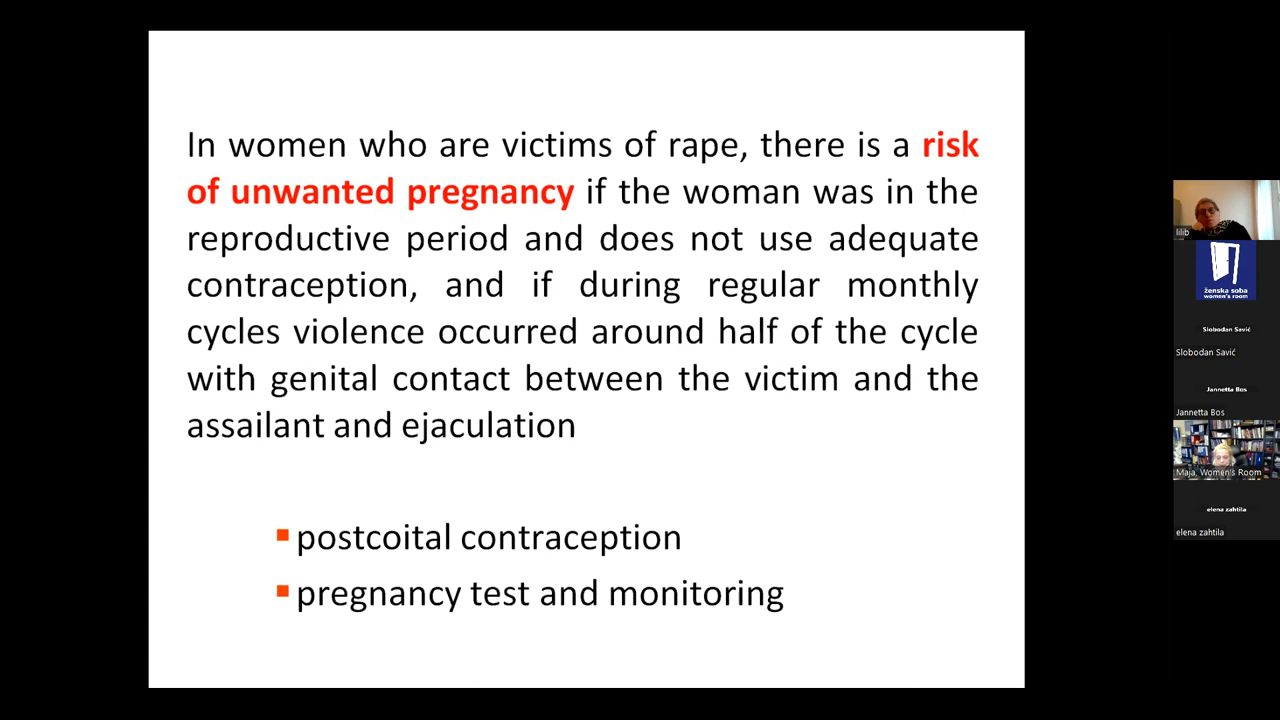 In women who are victims of rape, there is a risk
of unwanted pregnancy if the woman was in the
reproductive period and does not use adequate
contraception, and if during regular monthly
cycles violence occurred around half of the cycle
with genital contact between the victim and the
assailant and ejaculation
postcoital contraception
pregnancy test and monitoring
lilib
ženska soba
women's room
Slobodan Savić
Slobodan Savić
Jannetta Bos
Jannetta Bos
Maja, Women's Room
elena zahtila
elena zahtila